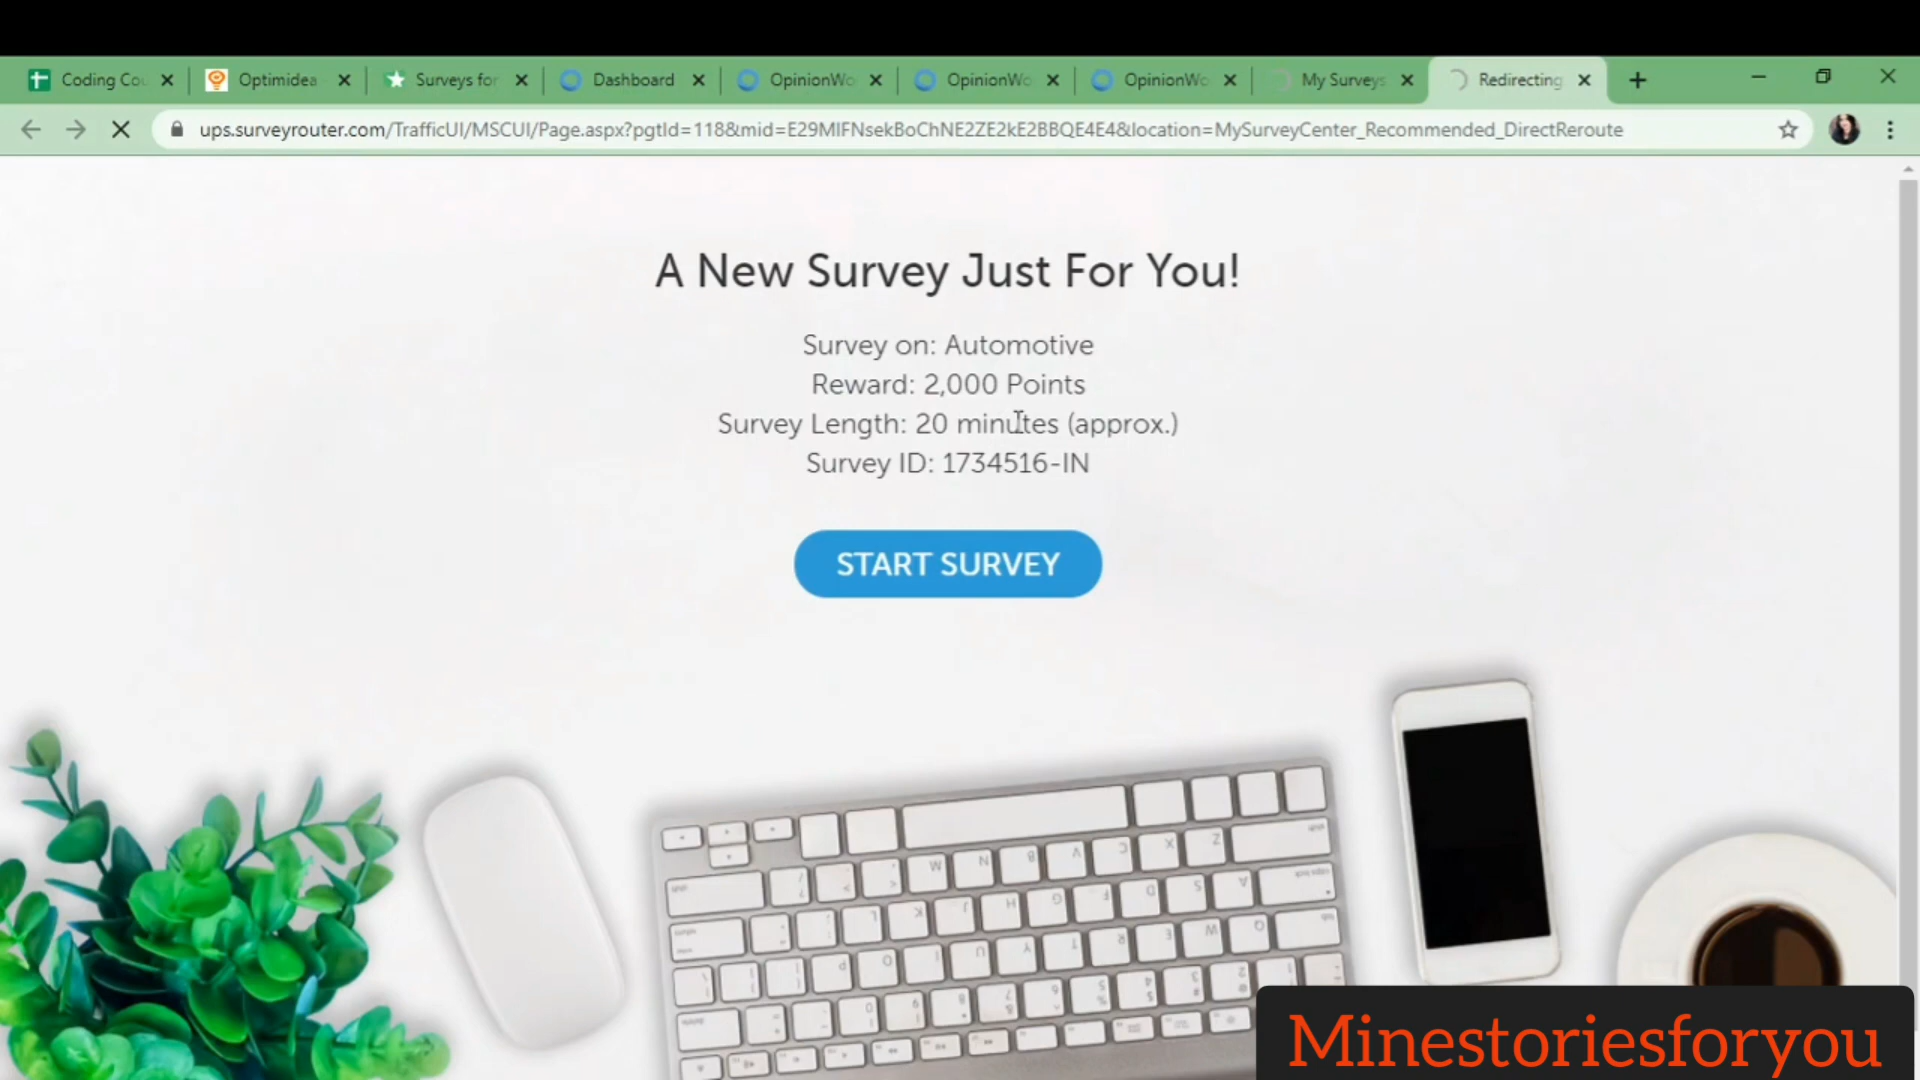 Coding Cou
Optimidea
Surveys for
Dashboard
OpinionWo
OpinionWo
OpinionWo
My Surveys
Redirecting
ups.surveyrouter.com/TrafficUI/MSCUI/Page.aspx?pgtId=118&mid=E29MIFNsekBoChNE2ZE2kE2BBQE4E4&location=MySurveyCenter_Recommended_DirectReroute
A New Survey Just For You!
Survey on: Automotive
Reward: 2,000 Points
Survey Length: 20 minutes (approx.)
Survey ID: 1734516-IN
START SURVEY
Minestoriesforyou